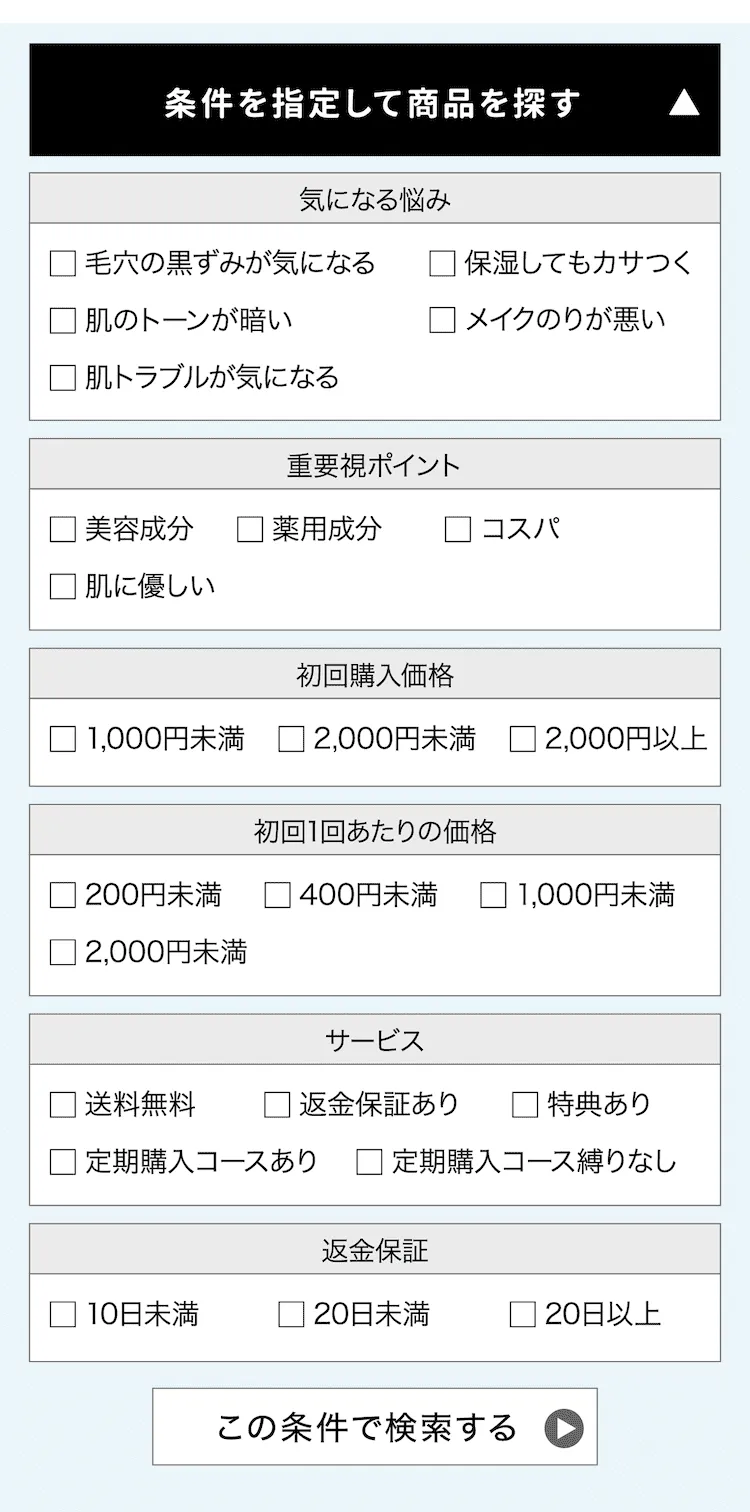 条件を指定して商品を探す ▲
気になる悩み
□ 毛穴の黒ずみが気になる □ 保湿してもカサつく
□ 肌のトーンが暗い □ メイクのりが悪い
□ 肌トラブルが気になる
重要視ポイント
□ 美容成分 □ 薬用成分 □ コスパ
□ 肌に優しい
初回購入価格
□ 1,000円未満 □ 2,000円未満 □ 2,000円以上
初回1回あたりの価格
□ 200円未満 □ 400円未満 □ 1,000円未満
□ 2,000円未満
サービス
□ 送料無料 □ 返金保証あり □ 特典あり
□ 定期購入コースあり □ 定期購入コース縛りなし
返金保証
□ 10日未満 □ 20日未満 □ 20日以上
この条件で検索する